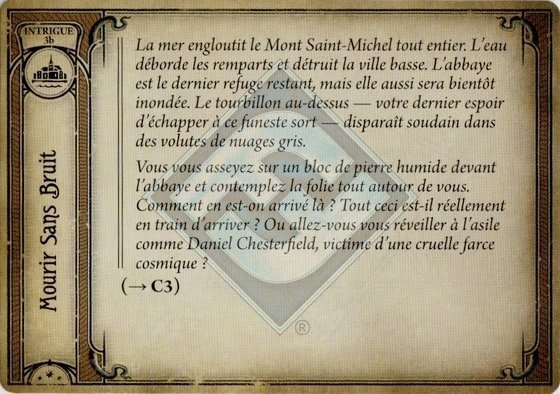 INTRIGUE
3b
Mourir Sans Bruit
La mer engloutit le Mont Saint-Michel tout entier. L'eau
déborde les remparts et détruit la ville basse. L'abbaye
est le dernier refuge restant, mais elle aussi sera bientôt
inondée. Le tourbillon au-dessus — votre dernier espoir
d'échapper à ce funeste sort — disparaît soudain dans
des volutes de nuages gris.
Vous vous asseyez sur un bloc de pierre humide devant
l'abbaye et contemplez la folie tout autour de vous.
Comment en est-on arrivé là ? Tout ceci est-il réellement
en train d'arriver ? Ou allez-vous vous réveiller à l'asile
comme Daniel Chesterfield, victime d'une cruelle farce
cosmique ?
(→ C3)
®